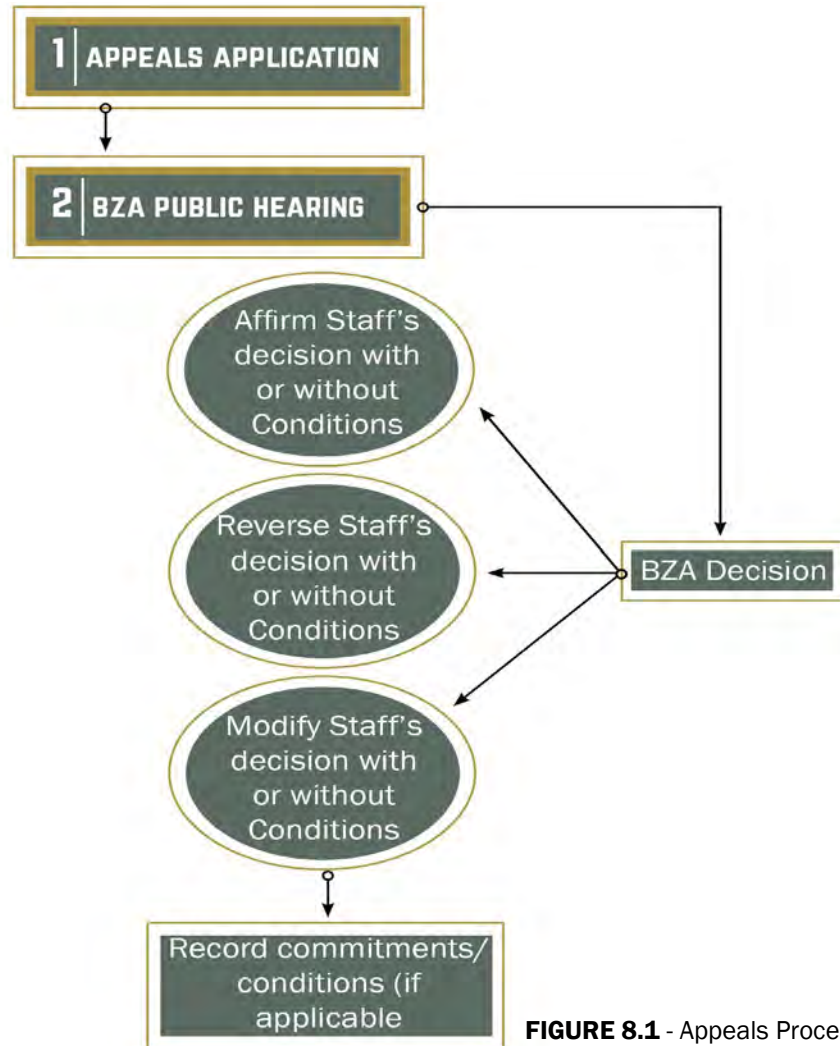 1 APPEALS APPLICATION
2 BZA PUBLIC HEARING
Affirm Staff's
decision with
or without
Conditions
Reverse Staff's
decision with
or without
Conditions
BZA Decision
Modify Staff's
decision with
or without
Conditions
Record commitments/
conditions (if
applicable
FIGURE 8.1 - Appeals Proce